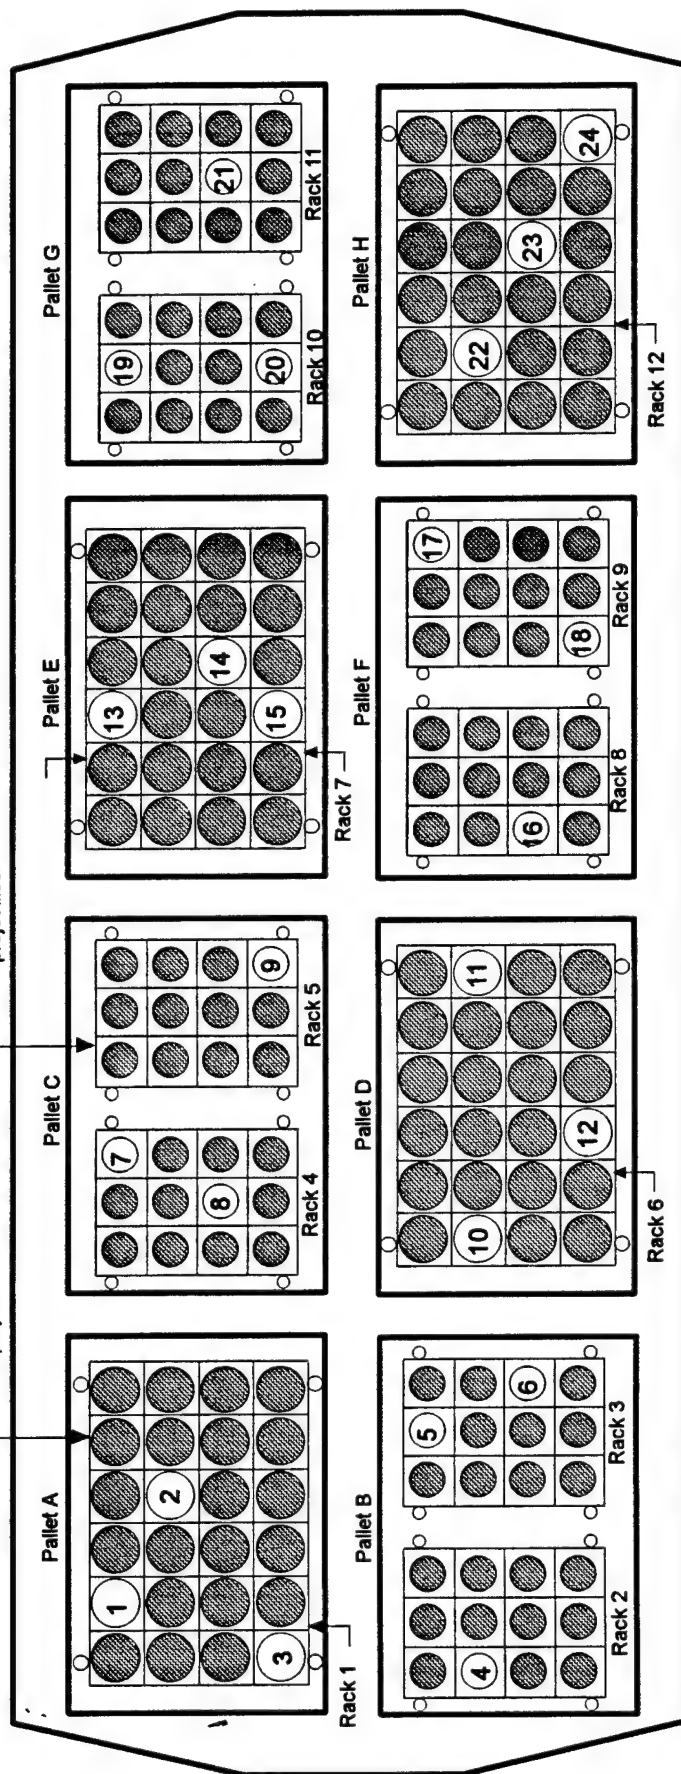 Pallet A
1
2
3
Rack 1
Pallet C
7
8
9
Rack 4
Rack 5
Pallet E
13
14
15
Rack 7
Pallet G
19
20
21
Rack 10
Rack 11
Pallet B
4
5
6
Rack 2
Rack 3
Pallet D
10
11
12
Rack 6
Pallet F
16
17
18
Rack 8
Rack 9
Pallet H
22
23
24
Rack 12